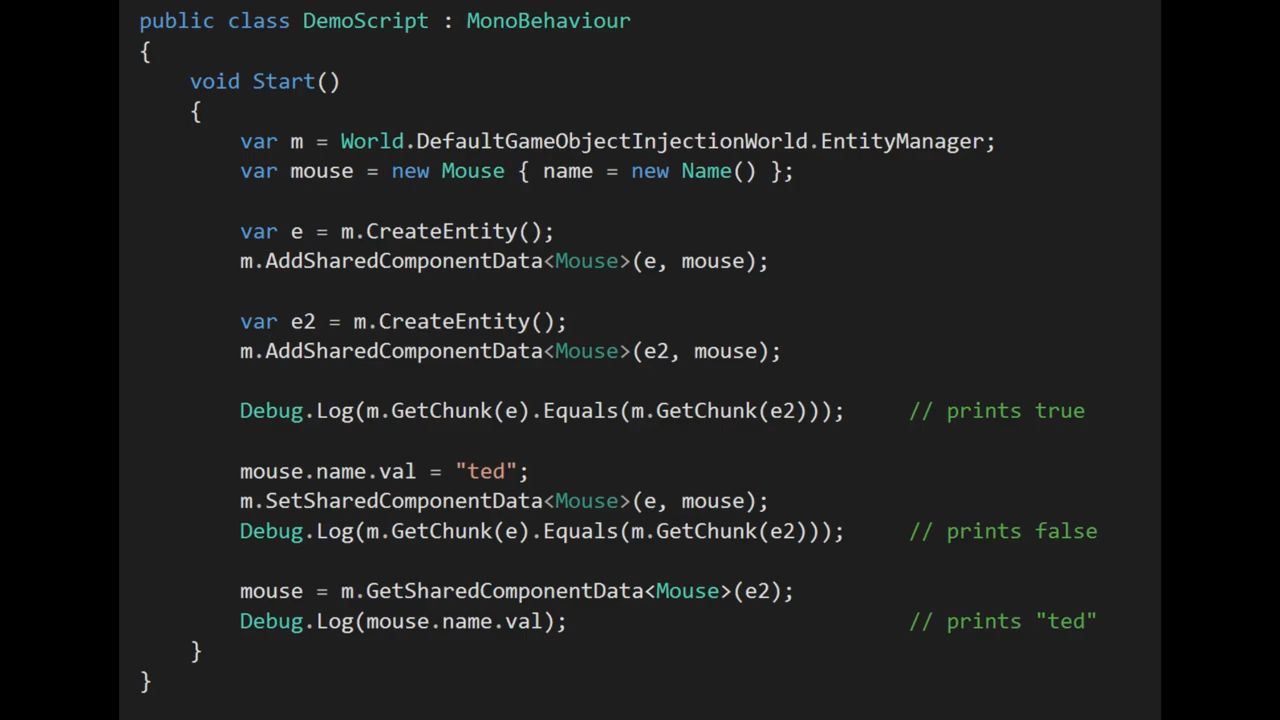 public class DemoScript : MonoBehaviour
{
void Start()
{
var m = World.DefaultGameObjectInjectionWorld.EntityManager;
var mouse = new Mouse { name = new Name() };
var e = m.CreateEntity();
m.AddSharedComponentData<Mouse>(e, mouse);
var e2 = m.CreateEntity();
m.AddSharedComponentData<Mouse>(e2, mouse);
Debug.Log(m.GetChunk(e).Equals(m.GetChunk(e2))); // prints true
mouse.name.val = "ted";
m.SetSharedComponentData<Mouse>(e, mouse);
Debug.Log(m.GetChunk(e).Equals(m.GetChunk(e2))); // prints false
mouse = m.GetSharedComponentData<Mouse>(e2);
Debug.Log(mouse.name.val); // prints "ted"
}
}